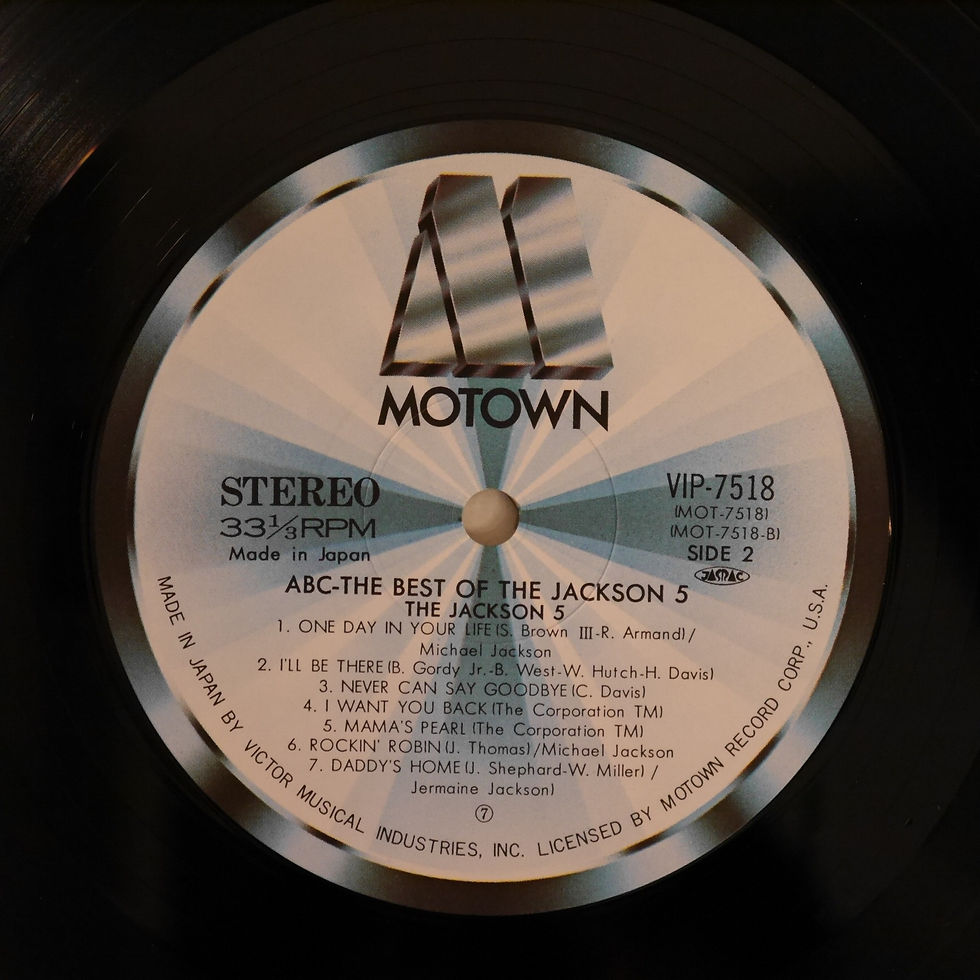 MOTOWN
STEREO
33⅓RPM
Made in Japan
VIP-7518
(MOT-7518)
(MOT-7518-B)
SIDE 2
JASRAC
ABC-THE BEST OF THE JACKSON 5
THE JACKSON 5
1. ONE DAY IN YOUR LIFE(S. Brown III-R. Armand)/
Michael Jackson
2. I'LL BE THERE(B. Gordy Jr.-B. West-W. Hutch-H. Davis)
3. NEVER CAN SAY GOODBYE(C. Davis)
4. I WANT YOU BACK(The Corporation TM)
5. MAMA'S PEARL(The Corporation TM)
6. ROCKIN' ROBIN(J. Thomas)/Michael Jackson
7. DADDY'S HOME(J. Shephard-W. Miller)/
Jermaine Jackson)
⑦
MADE IN JAPAN BY VICTOR MUSICAL INDUSTRIES, INC. LICENSED BY MOTOWN RECORD CORP., U.S.A.